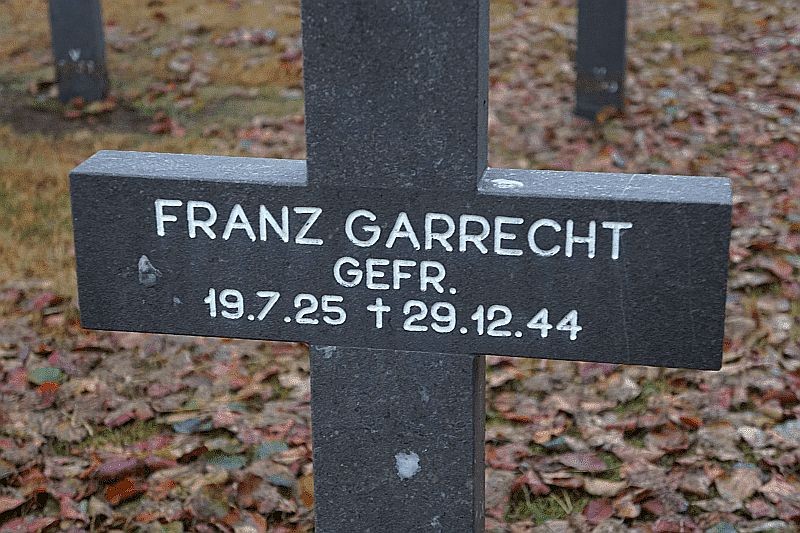 FRANZ GARRECHT
GEFR.
19.7.25 † 29.12.44